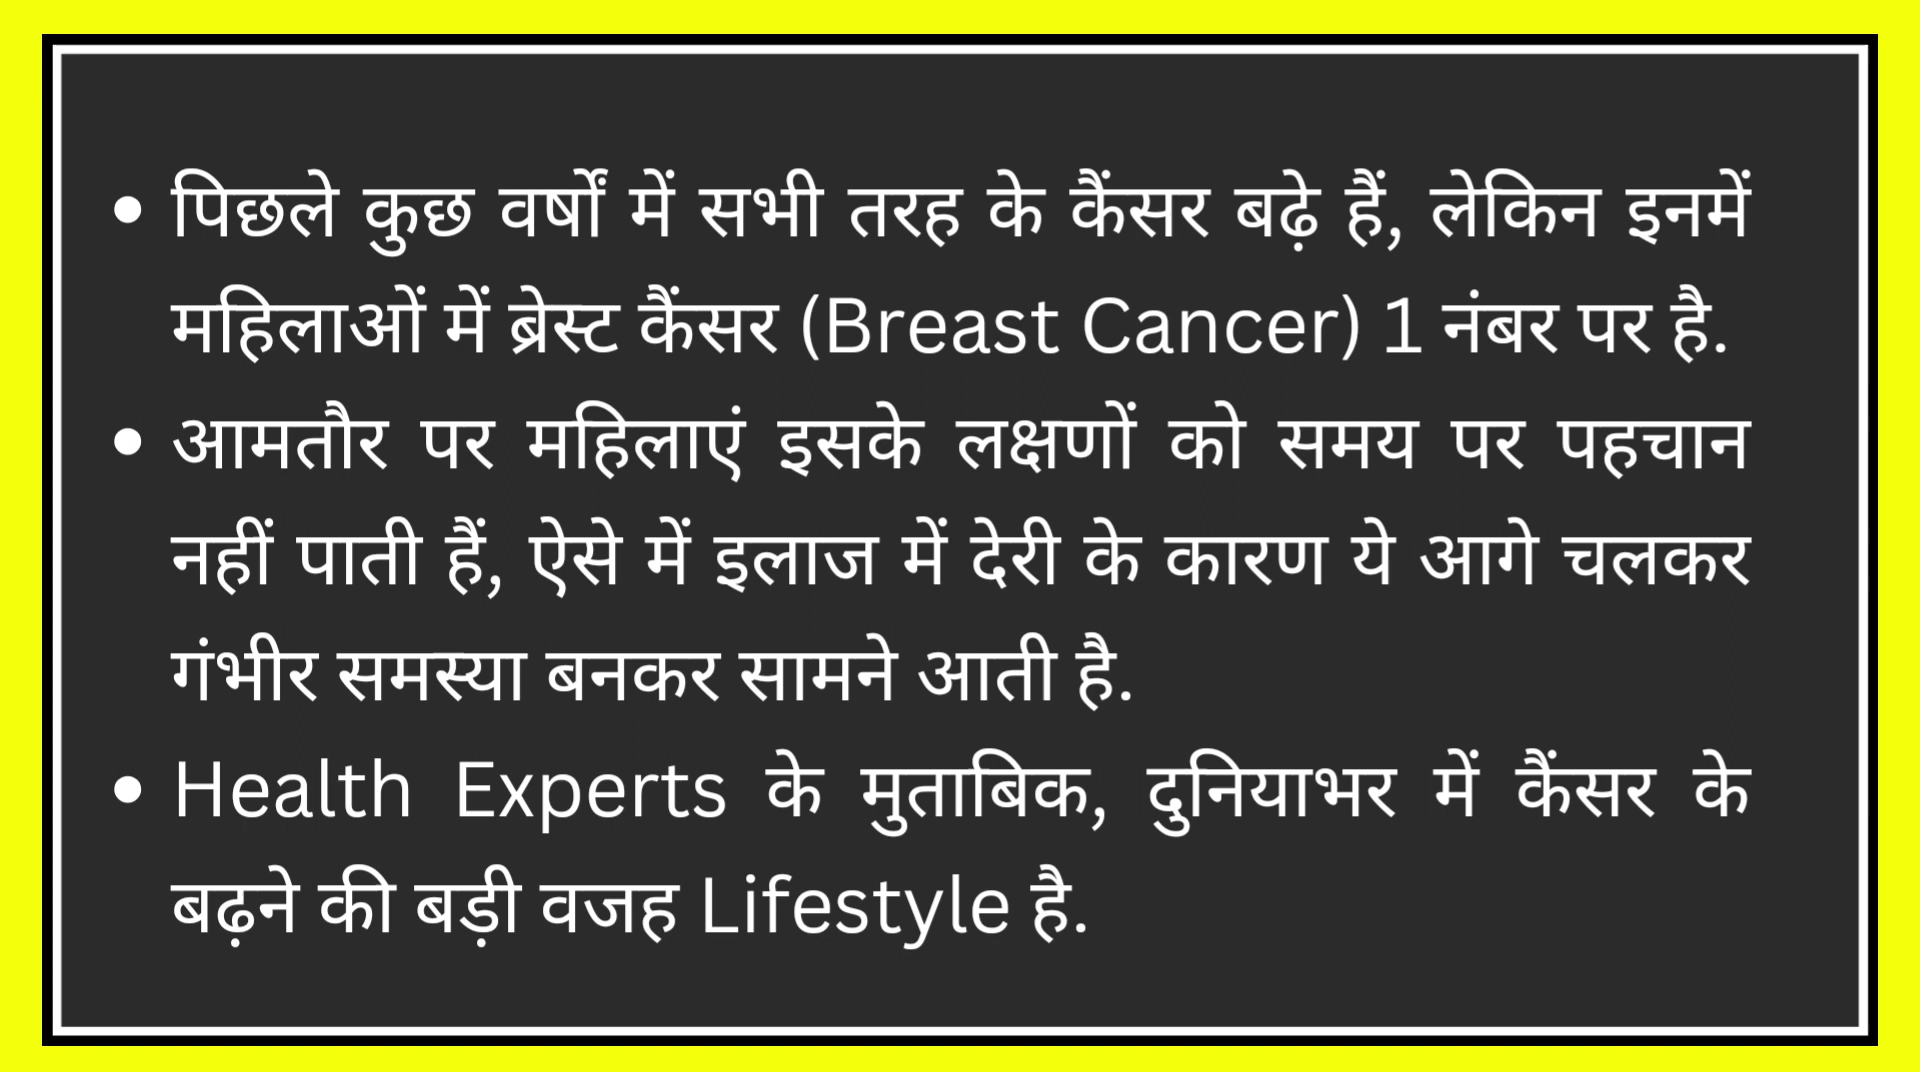 • पिछले कुछ वर्षों में सभी तरह के कैंसर बढ़े हैं, लेकिन इनमें
महिलाओं में ब्रेस्ट कैंसर (Breast Cancer) 1 नंबर पर है.
• आमतौर पर महिलाएं इसके लक्षणों को समय पर पहचान
नहीं पाती हैं, ऐसे में इलाज में देरी के कारण ये आगे चलकर
गंभीर समस्या बनकर सामने आती है.
• Health Experts के मुताबिक, दुनियाभर में कैंसर के
बढ़ने की बड़ी वजह Lifestyle है.